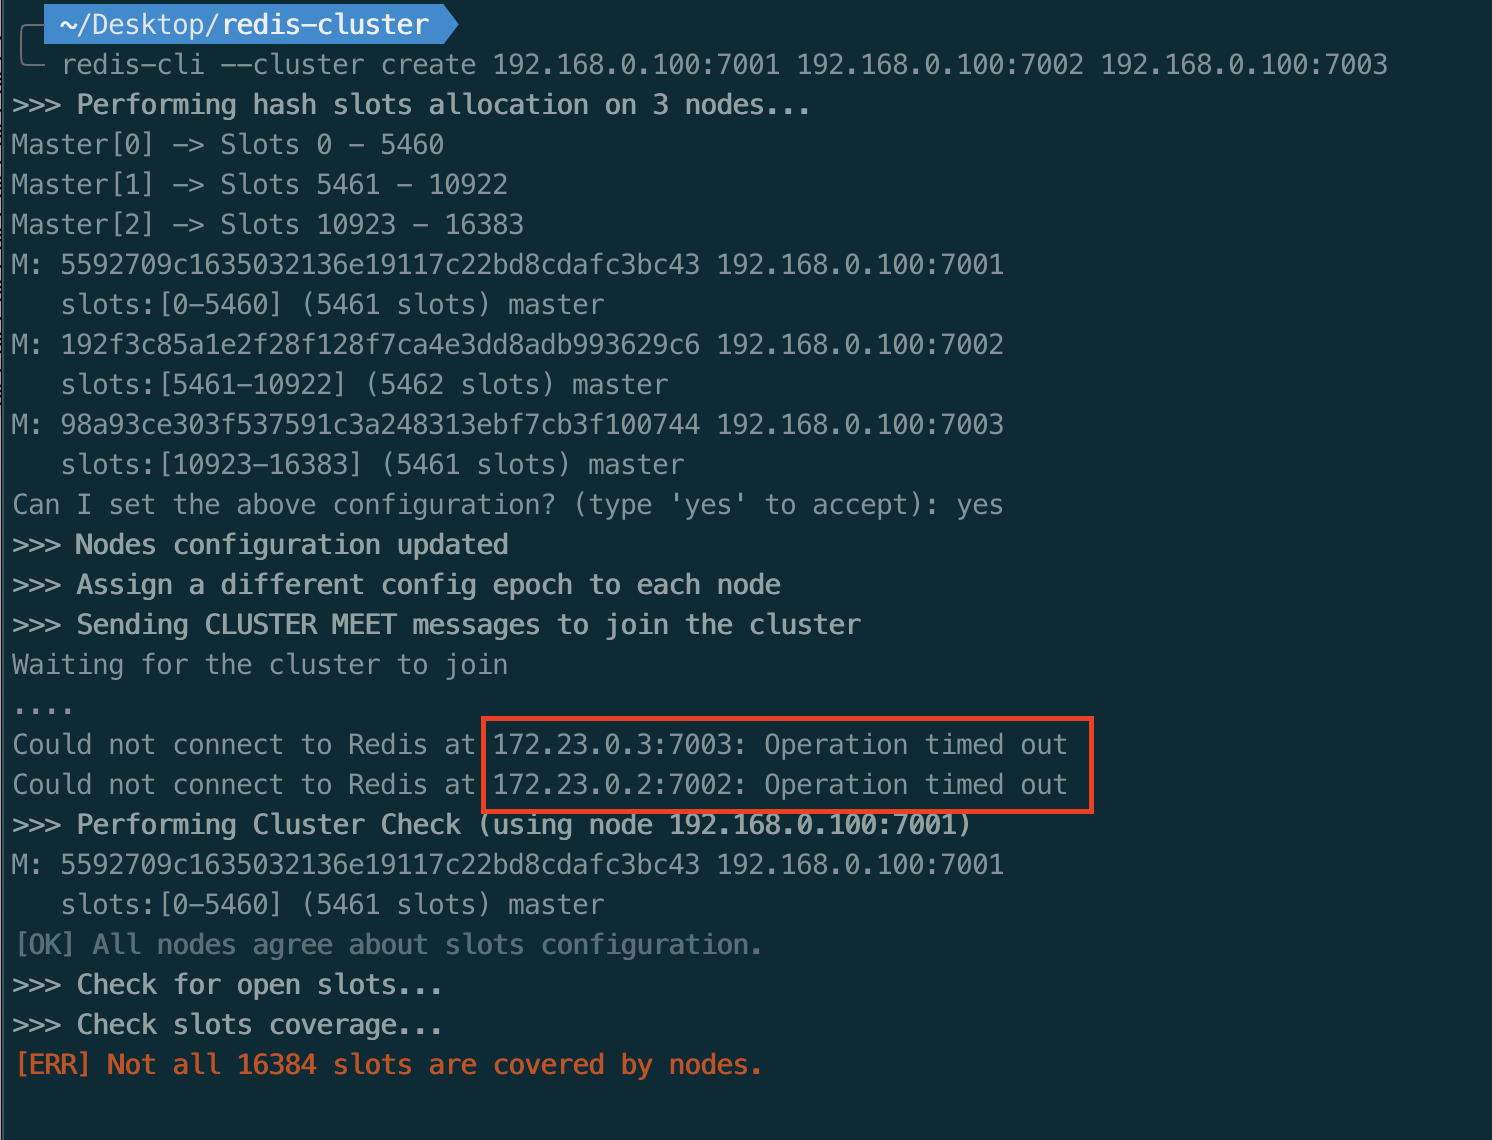 ~/Desktop/redis-cluster
redis-cli --cluster create 192.168.0.100:7001 192.168.0.100:7002 192.168.0.100:7003
>>> Performing hash slots allocation on 3 nodes...
Master[0] -> Slots 0 - 5460
Master[1] -> Slots 5461 - 10922
Master[2] -> Slots 10923 - 16383
M: 5592709c1635032136e19117c22bd8cdafc3bc43 192.168.0.100:7001
   slots:[0-5460] (5461 slots) master
M: 192f3c85a1e2f28f128f7ca4e3dd8adb993629c6 192.168.0.100:7002
   slots:[5461-10922] (5462 slots) master
M: 98a93ce303f537591c3a248313ebf7cb3f100744 192.168.0.100:7003
   slots:[10923-16383] (5461 slots) master
Can I set the above configuration? (type 'yes' to accept): yes
>>> Nodes configuration updated
>>> Assign a different config epoch to each node
>>> Sending CLUSTER MEET messages to join the cluster
Waiting for the cluster to join
....
Could not connect to Redis at 172.23.0.3:7003: Operation timed out
Could not connect to Redis at 172.23.0.2:7002: Operation timed out
>>> Performing Cluster Check (using node 192.168.0.100:7001)
M: 5592709c1635032136e19117c22bd8cdafc3bc43 192.168.0.100:7001
   slots:[0-5460] (5461 slots) master
[OK] All nodes agree about slots configuration.
>>> Check for open slots...
>>> Check slots coverage...
[ERR] Not all 16384 slots are covered by nodes.